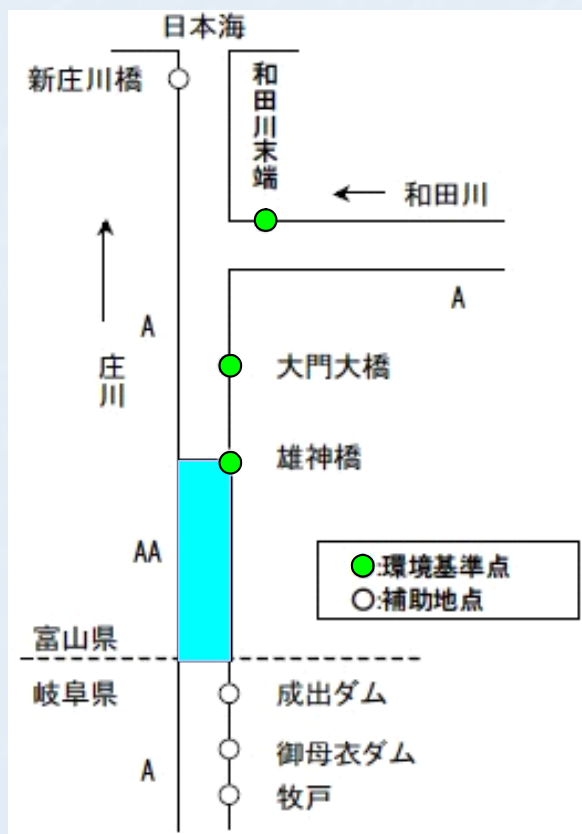 日本海
新庄川橋
和田川末端
和田川
A
A
庄川
大門大橋
雄神橋
AA
●:環境基準点
○:補助地点
富山県
岐阜県
成出ダム
御母衣ダム
A
牧戸